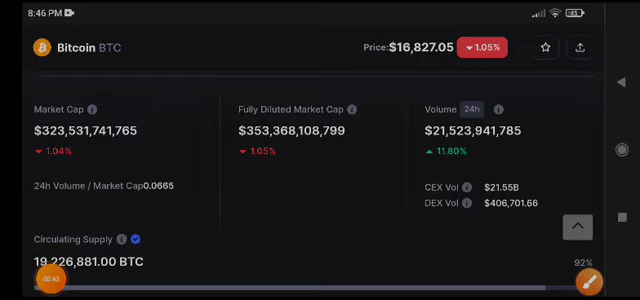 8:46 PM
Bitcoin BTC Price:$16,827.05 1.05%
Market Cap Fully Diluted Market Cap Volume 24h
$323,531,741,765 $353,368,108,799 $21,523,941,785
1.04% 1.05% 11.80%
24h Volume / Market Cap0.0665 CEX Vol $21.55B
DEX Vol $406,701.66
Circulating Supply
19,226,881.00 BTC 92%
00:40